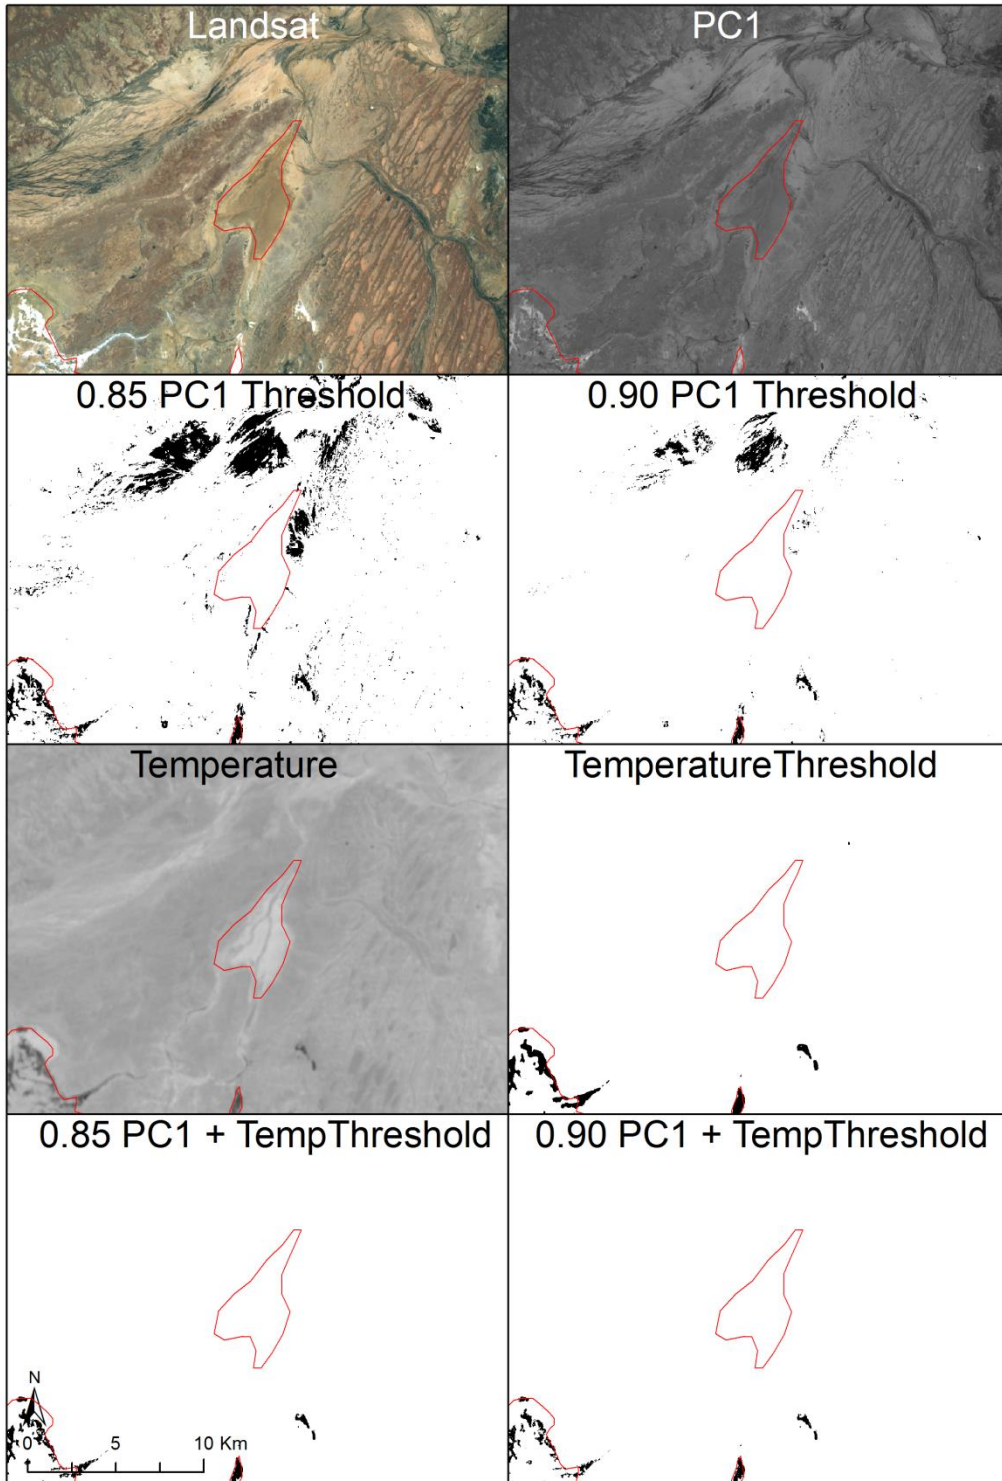 Landsat
PC1
0.85 PC1 Threshold
0.90 PC1 Threshold
Temperature
TemperatureThreshold
0.85 PC1 + TempThreshold
0.90 PC1 + TempThreshold
N
0 5 10 Km